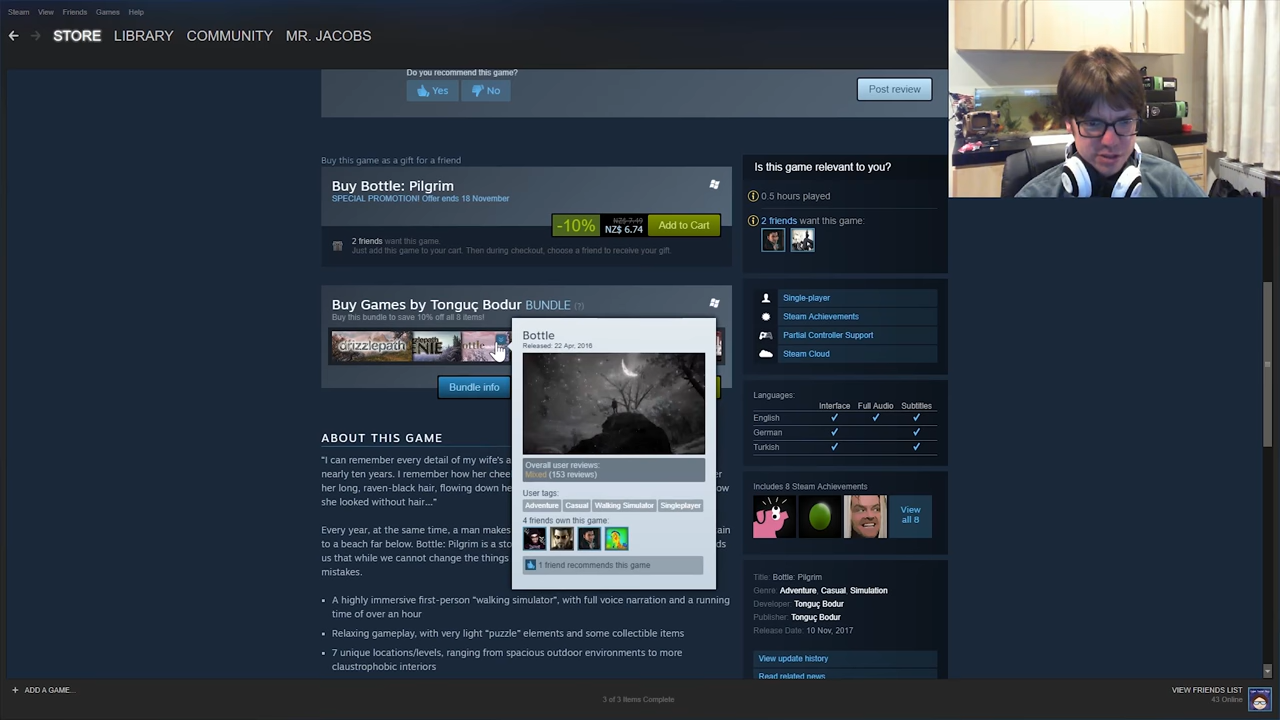 Steam View Friends Games Help
STORE LIBRARY COMMUNITY MR. JACOBS
Do you recommend this game?
Yes No
Post review
Buy this game as a gift for a friend
Buy Bottle: Pilgrim
SPECIAL PROMOTION! Offer ends 18 November
-10% NZ$ 7.49 NZ$ 6.74 Add to Cart
2 friends want this game.
Just add this game to your cart. Then during checkout, choose a friend to receive your gift.
Buy Games by Tonguç Bodur BUNDLE (?)
Buy this bundle to save 10% off all 8 items!
drizzlepath
Bundle info
Bottle
Released: 22 Apr, 2016
Overall user reviews:
Mixed (153 reviews)
User tags:
Adventure Casual Walking Simulator Singleplayer
4 friends own this game:
1 friend recommends this game
ABOUT THIS GAME
"I can remember every detail of my wife's
nearly ten years. I remember how her
her long, raven-black hair, flowing down
she looked without hair..."
Every year, at the same time, a man makes
to a beach far below. Bottle: Pilgrim is a
us that while we cannot change the things
mistakes.
• A highly immersive first-person "walking simulator", with full voice narration and a running
time of over an hour
• Relaxing gameplay, with very light "puzzle" elements and some collectible items
• 7 unique locations/levels, ranging from spacious outdoor environments to more
claustrophobic interiors
Is this game relevant to you?
0.5 hours played
2 friends want this game:
Single-player
Steam Achievements
Partial Controller Support
Steam Cloud
Languages:
Interface Full Audio Subtitles
English
German
Turkish
Includes 8 Steam Achievements
View
all 8
Title: Bottle: Pilgrim
Genre: Adventure, Casual, Simulation
Developer: Tonguç Bodur
Publisher: Tonguç Bodur
Release Date: 10 Nov, 2017
View update history
Read related news
+ ADD A GAME...
3 of 3 Items Complete
VIEW FRIENDS LIST
43 Online